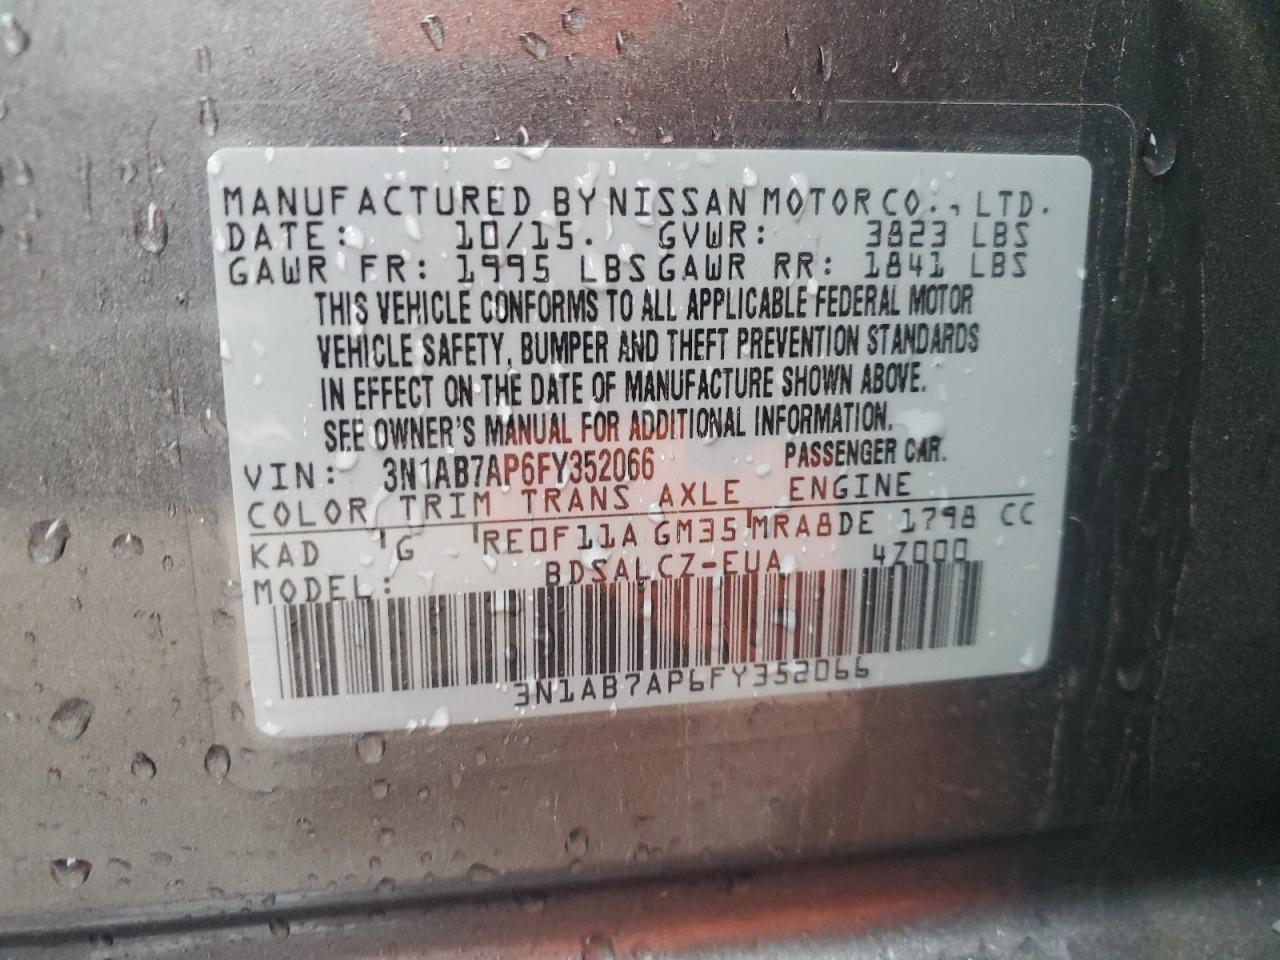 MANUFACTURED BY NISSAN MOTOR CO., LTD.
DATE: 10/15. GVWR: 3823 LBS
GAWR FR: 1995 LBS GAWR RR: 1841 LBS
THIS VEHICLE CONFORMS TO ALL APPLICABLE FEDERAL MOTOR
VEHICLE SAFETY, BUMPER AND THEFT PREVENTION STANDARDS
IN EFFECT ON THE DATE OF MANUFACTURE SHOWN ABOVE.
SEE OWNER'S MANUAL FOR ADDITIONAL INFORMATION.
VIN: 3N1AB7AP6FY352066 PASSENGER CAR.
COLOR TRIM TRANS AXLE ENGINE
KAD G RE0F11A GM35 MRA8DE 1798 CC
MODEL: BDSALCZ-EUA 4Z000
3N1AB7AP6FY352066